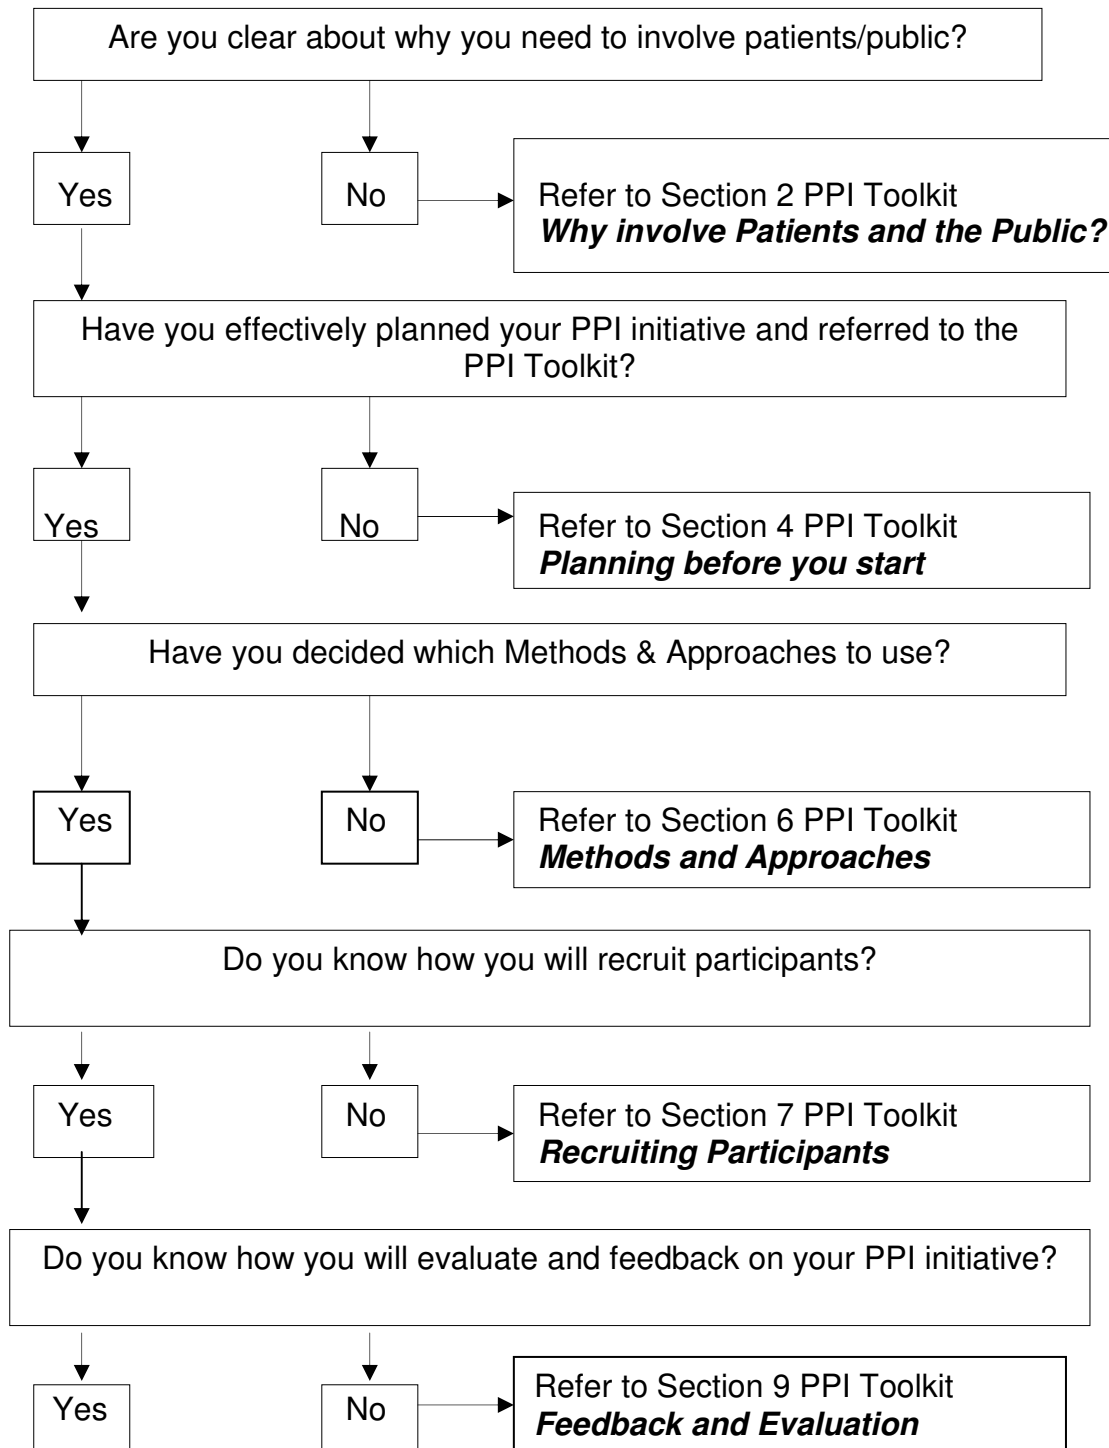 Are you clear about why you need to involve patients/public?
Yes
No
Refer to Section 2 PPI Toolkit
Why involve Patients and the Public?
Have you effectively planned your PPI initiative and referred to the
PPI Toolkit?
Yes
No
Refer to Section 4 PPI Toolkit
Planning before you start
Have you decided which Methods & Approaches to use?
Yes
No
Refer to Section 6 PPI Toolkit
Methods and Approaches
Do you know how you will recruit participants?
Yes
No
Refer to Section 7 PPI Toolkit
Recruiting Participants
Do you know how you will evaluate and feedback on your PPI initiative?
Yes
No
Refer to Section 9 PPI Toolkit
Feedback and Evaluation